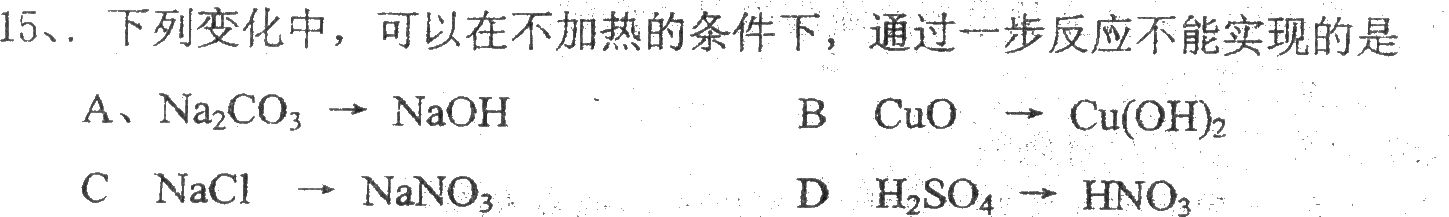 15、. 下列变化中，可以在不加热的条件下，通过一步反应不能实现的是
A、Na₂CO₃ → NaOH B CuO → Cu(OH)₂
C NaCl → NaNO₃ D H₂SO₄ → HNO₃